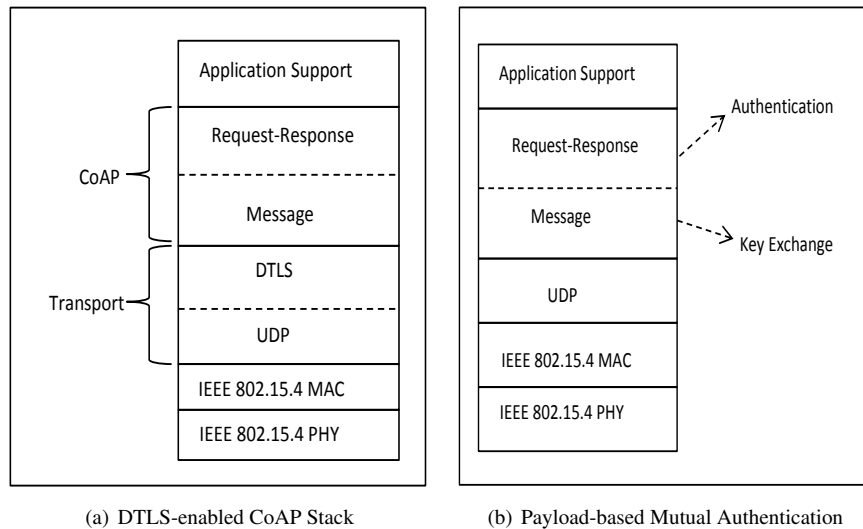 Application Support
Request-Response
CoAP
Message
DTLS
Transport
UDP
IEEE 802.15.4 MAC
IEEE 802.15.4 PHY
(a) DTLS-enabled CoAP Stack
Application Support
Authentication
Request-Response
Message
Key Exchange
UDP
IEEE 802.15.4 MAC
IEEE 802.15.4 PHY
(b) Payload-based Mutual Authentication